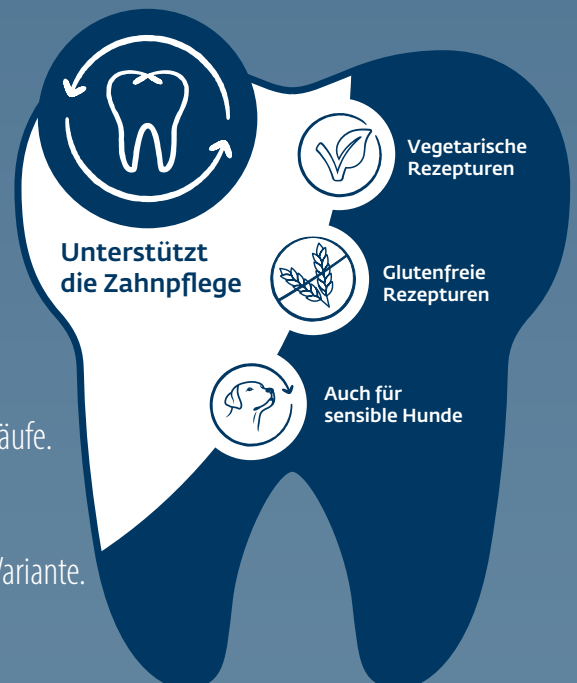 Unterstützt
die Zahnpflege
Vegetarische
Rezepturen
Glutenfreie
Rezepturen
Auch für
sensible Hunde
äufe.
Variante.